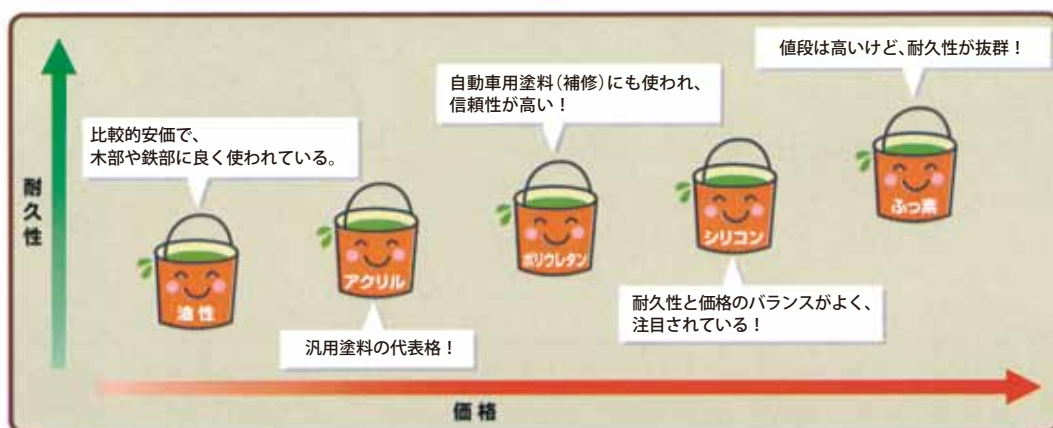 値段は高いけど、耐久性が抜群！
自動車用塗料（補修）にも使われ、
信頼性が高い！
比較的安価で、
木部や鉄部に良く使われている。
耐久性
油性
アクリル
ポリウレタン
シリコン
ふっ素
汎用塗料の代表格！
耐久性と価格のバランスがよく、
注目されている！
価格